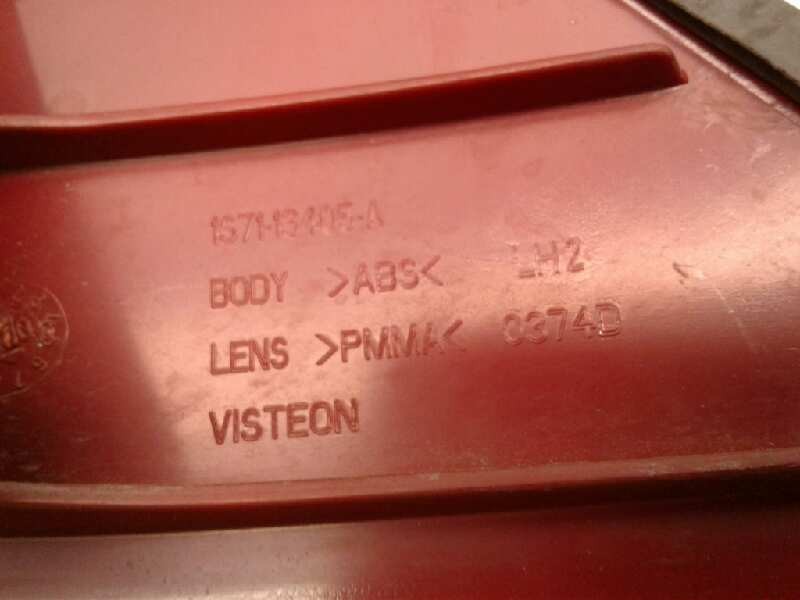 1S71-13405-A
BODY >ABS< LH2
LENS >PMMA< 0374D
VISTEON